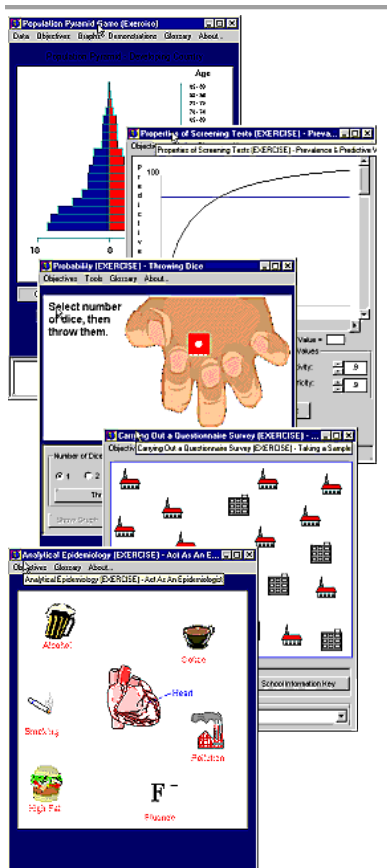 Population Pyramid Game (Exercise)
Data Objectives Graphs Demonstrations Glossary About..
Age
10
0
Properties of Screening Tests (EXERCISE) - Preva...
Properties of Screening Tests (EXERCISE) - Prevalence & Predictive V
100
Value =
.9
.9
Probability (EXERCISE) - Throwing Dice
Objectives Tools Glossary About..
Select number
of dice, then
throw them.
Number of Dice
1 2
Thr
Show Graph
Carrying Out a Questionnaire Survey (EXERCISE) - ...
Carrying Out a Questionnaire Survey (EXERCISE) - Taking a Sample
School Information Key
Analytical Epidemiology (EXERCISE) - Act As An E...
Objectives Glossary About...
Analytical Epidemiology (EXERCISE) - Act As An Epidemiologist
Alcohol
Coffee
Head
Smoking
Pollution
High Fat
F -
Fluoride